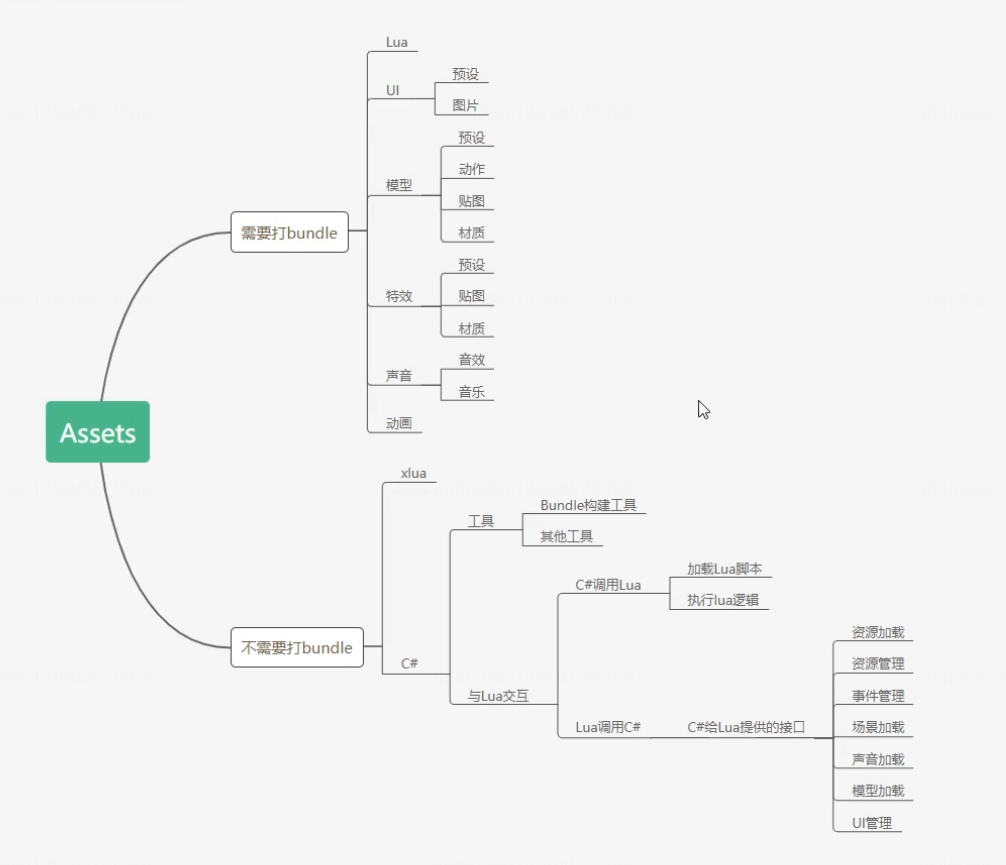 Assets
需要打bundle
Lua
UI
预设
图片
模型
预设
动作
贴图
材质
特效
预设
贴图
材质
声音
音效
音乐
动画
不需要打bundle
xlua
C#
工具
Bundle构建工具
其他工具
与Lua交互
C#调用Lua
加载Lua脚本
执行lua逻辑
Lua调用C#
C#给Lua提供的接口
资源加载
资源管理
事件管理
场景加载
声音加载
模型加载
UI管理